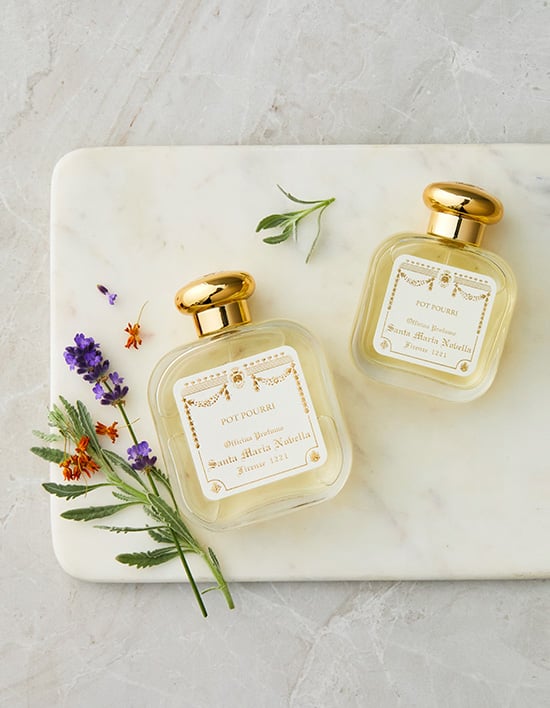 POT POURRI
Officina Profumo
Santa Maria Novella
Firenze 1221
POT POURRI
Officina Profumo
Santa Maria Novella
Firenze 1221